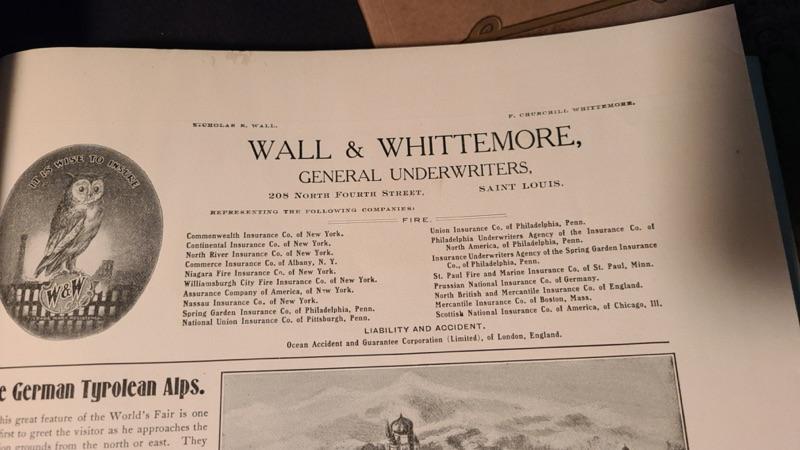 NICHOLAS R. WALL.
F. CHURCHILL WHITTEMORE.
WALL & WHITTEMORE,
GENERAL UNDERWRITERS,
208 NORTH FOURTH STREET, SAINT LOUIS.
REPRESENTING THE FOLLOWING COMPANIES:
FIRE.
Commonwealth Insurance Co. of New York.
Continental Insurance Co. of New York.
North River Insurance Co. of New York.
Commerce Insurance Co. of Albany, N. Y.
Niagara Fire Insurance Co. of New York.
Williamsburgh City Fire Insurance Co. of New York.
Assurance Company of America, of New York.
Nassau Insurance Co. of New York.
Spring Garden Insurance Co. of Philadelphia, Penn.
National Union Insurance Co. of Pittsburgh, Penn.
Union Insurance Co. of Philadelphia, Penn.
Philadelphia Underwriters Agency of the Insurance Co. of
North America, of Philadelphia, Penn.
Insurance Underwriters Agency of the Spring Garden Insurance
Co., of Philadelphia, Penn.
St. Paul Fire and Marine Insurance Co. of St. Paul, Minn.
Prussian National Insurance Co. of Germany.
North British and Mercantile Insurance Co. of England.
Mercantile Insurance Co. of Boston, Mass.
Scottish National Insurance Co. of America, of Chicago, Ill.
LIABILITY AND ACCIDENT.
Ocean Accident and Guarantee Corporation (Limited), of London, England.
IT IS WISE TO INSURE
W&W
German Tyrolean Alps.
great feature of the World's Fair is one
first to greet the visitor as he approaches the
grounds from the north or east. They